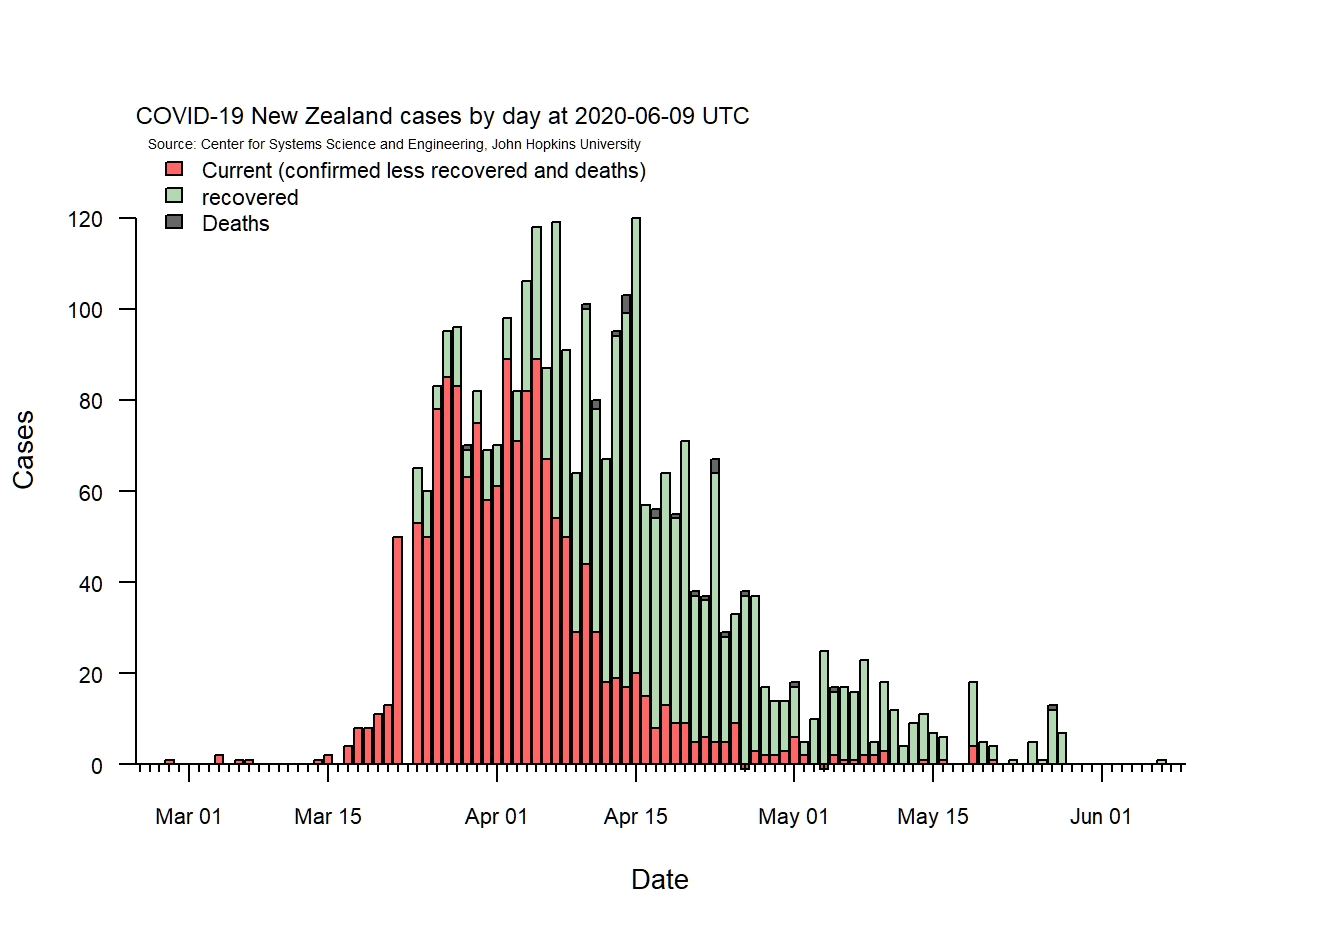 COVID-19 New Zealand cases by day at 2020-06-09 UTC
Source: Center for Systems Science and Engineering, John Hopkins University
Current (confirmed less recovered and deaths)
recovered
Deaths
120
100
80
60
40
20
0
Cases
Mar 01 Mar 15 Apr 01 Apr 15 May 01 May 15 Jun 01
Date